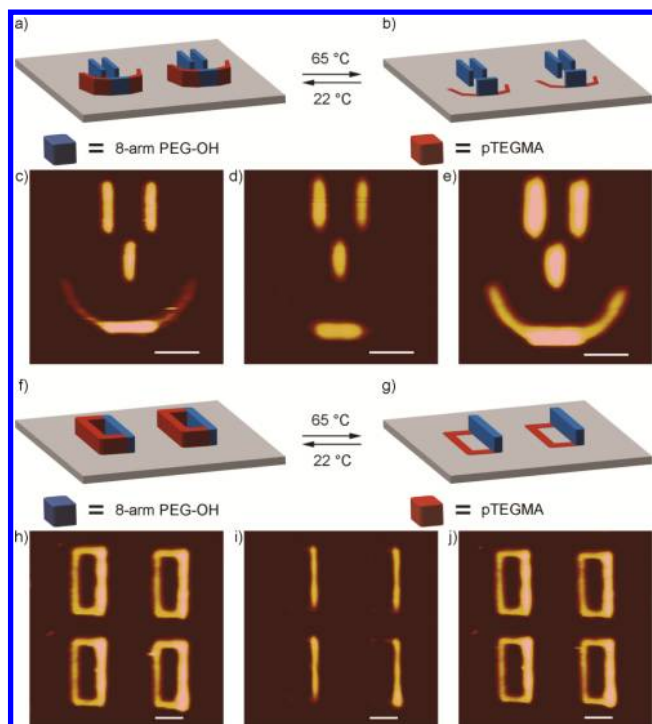 a)
b)
65 °C
22 °C
= 8-arm PEG-OH
= pTEGMA
c)
d)
e)
f)
g)
65 °C
22 °C
= 8-arm PEG-OH
= pTEGMA
h)
i)
j)